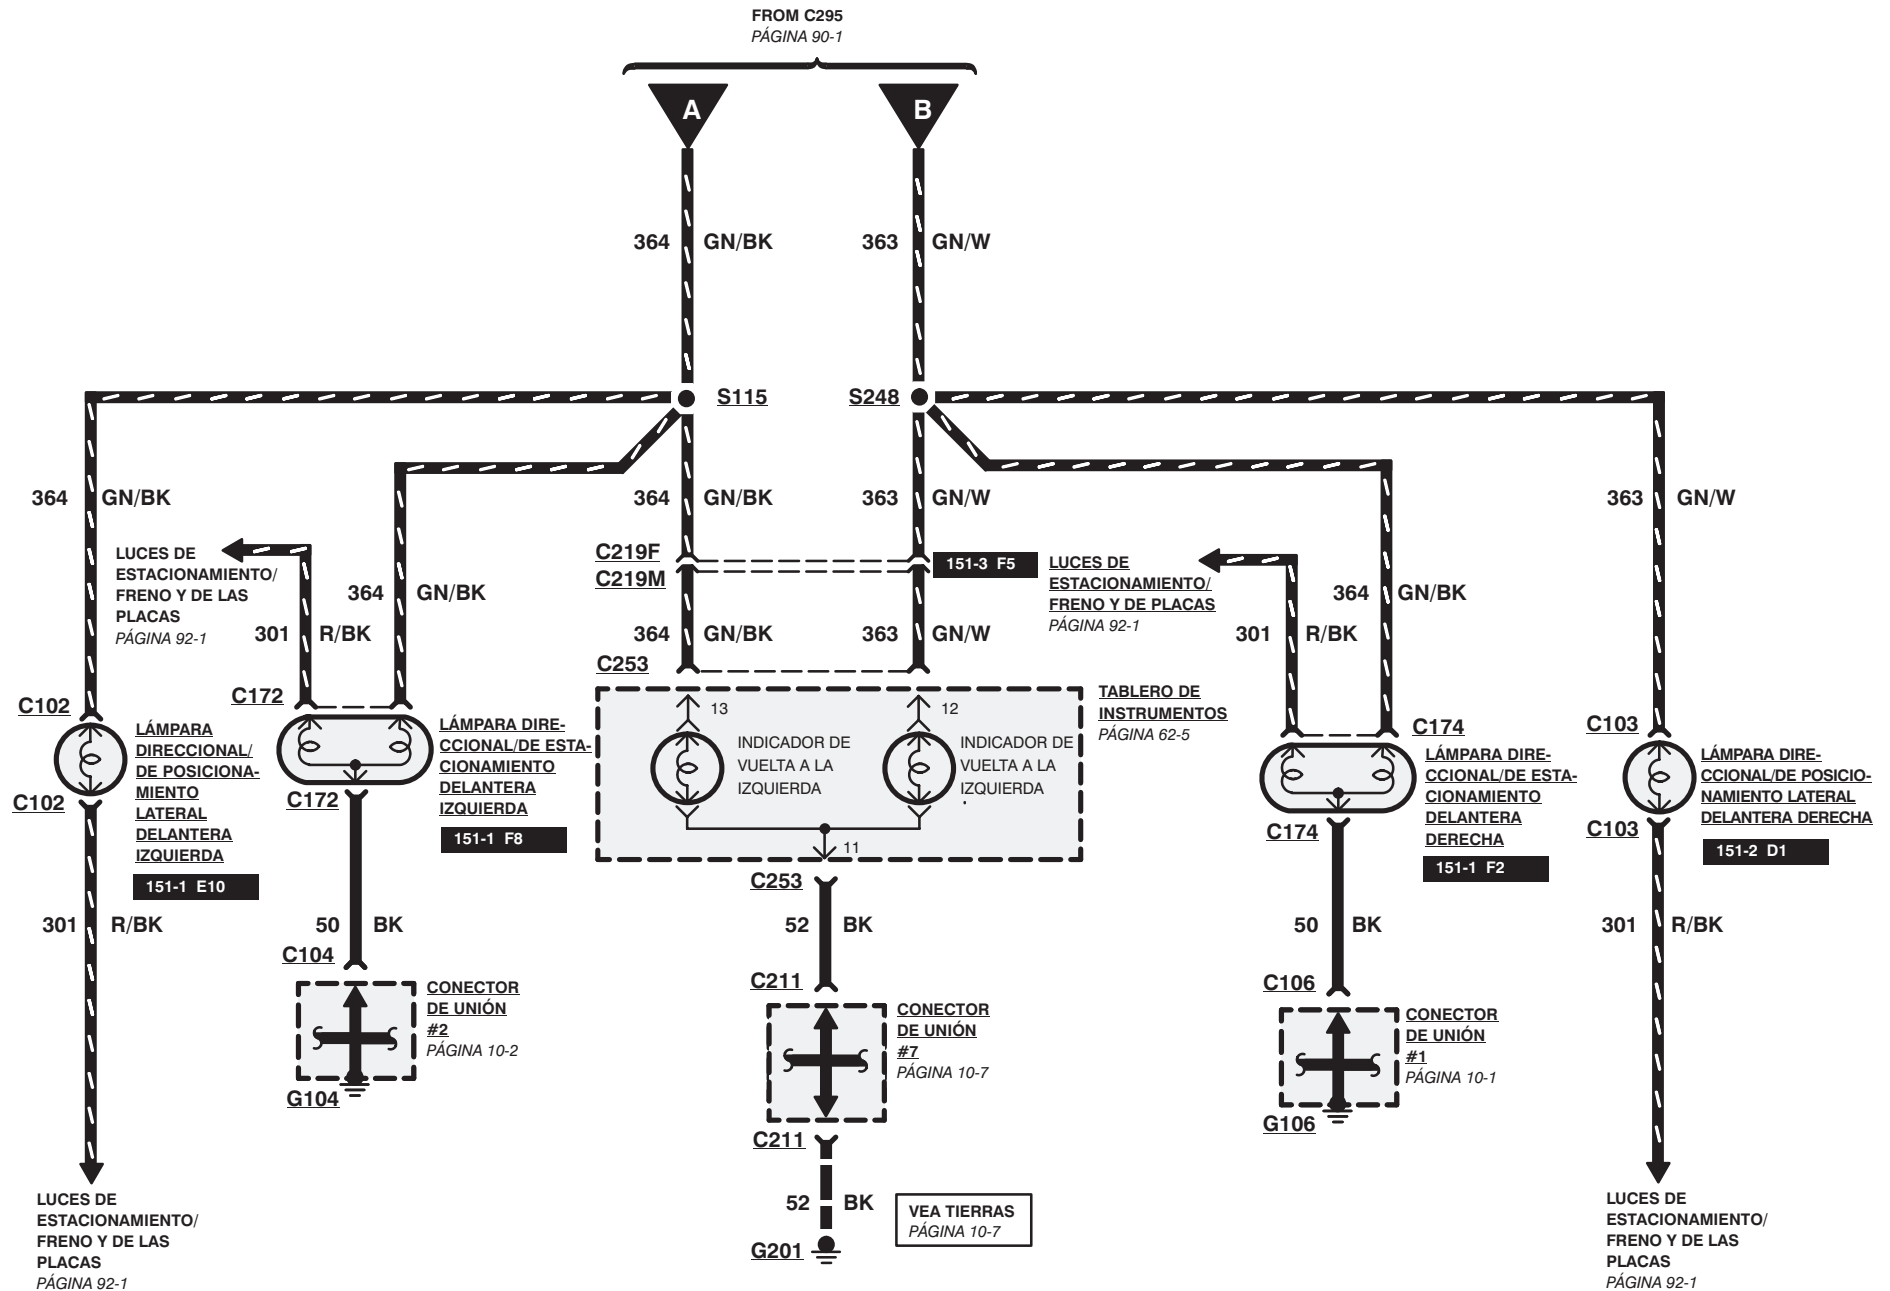 FROM C295
PÁGINA 90-1
A
B
364 GN/BK
363 GN/W
S115
S248
364 GN/BK
364 GN/BK
363 GN/W
363 GN/W
LUCES DE
ESTACIONAMIENTO/
FRENO Y DE LAS
PLACAS
PÁGINA 92-1
301 R/BK
364 GN/BK
C219F
C219M
151-3 F5
LUCES DE
ESTACIONAMIENTO/
FRENO Y DE PLACAS
PÁGINA 92-1
301 R/BK
364 GN/BK
364 GN/BK
363 GN/W
C253
C102
LÁMPARA
DIRECCIONAL/
DE POSICIONA-
MIENTO
LATERAL
DELANTERA
IZQUIERDA
151-1 E10
C102
C172
LÁMPARA DIRE-
CCIONAL/DE ESTA-
CIONAMIENTO
DELANTERA
IZQUIERDA
151-1 F8
C172
13
INDICADOR DE
VUELTA A LA
IZQUIERDA
12
INDICADOR DE
VUELTA A LA
IZQUIERDA
11
TABLERO DE
INSTRUMENTOS
PÁGINA 62-5
C174
LÁMPARA DIRE-
CCIONAL/DE ESTA-
CIONAMIENTO
DELANTERA
DERECHA
151-1 F2
C174
C103
LÁMPARA DIRE-
CCIONAL/DE POSICIO-
NAMIENTO LATERAL
DELANTERA DERECHA
151-2 D1
C103
301 R/BK
50 BK
C253
52 BK
50 BK
301 R/BK
C104
CONECTOR
DE UNIÓN
#2
PÁGINA 10-2
G104
C211
CONECTOR
DE UNIÓN
#7
PÁGINA 10-7
C211
C106
CONECTOR
DE UNIÓN
#1
PÁGINA 10-1
G106
52 BK
VEA TIERRAS
PÁGINA 10-7
G201
LUCES DE
ESTACIONAMIENTO/
FRENO Y DE LAS
PLACAS
PÁGINA 92-1
LUCES DE
ESTACIONAMIENTO/
FRENO Y DE LAS
PLACAS
PÁGINA 92-1